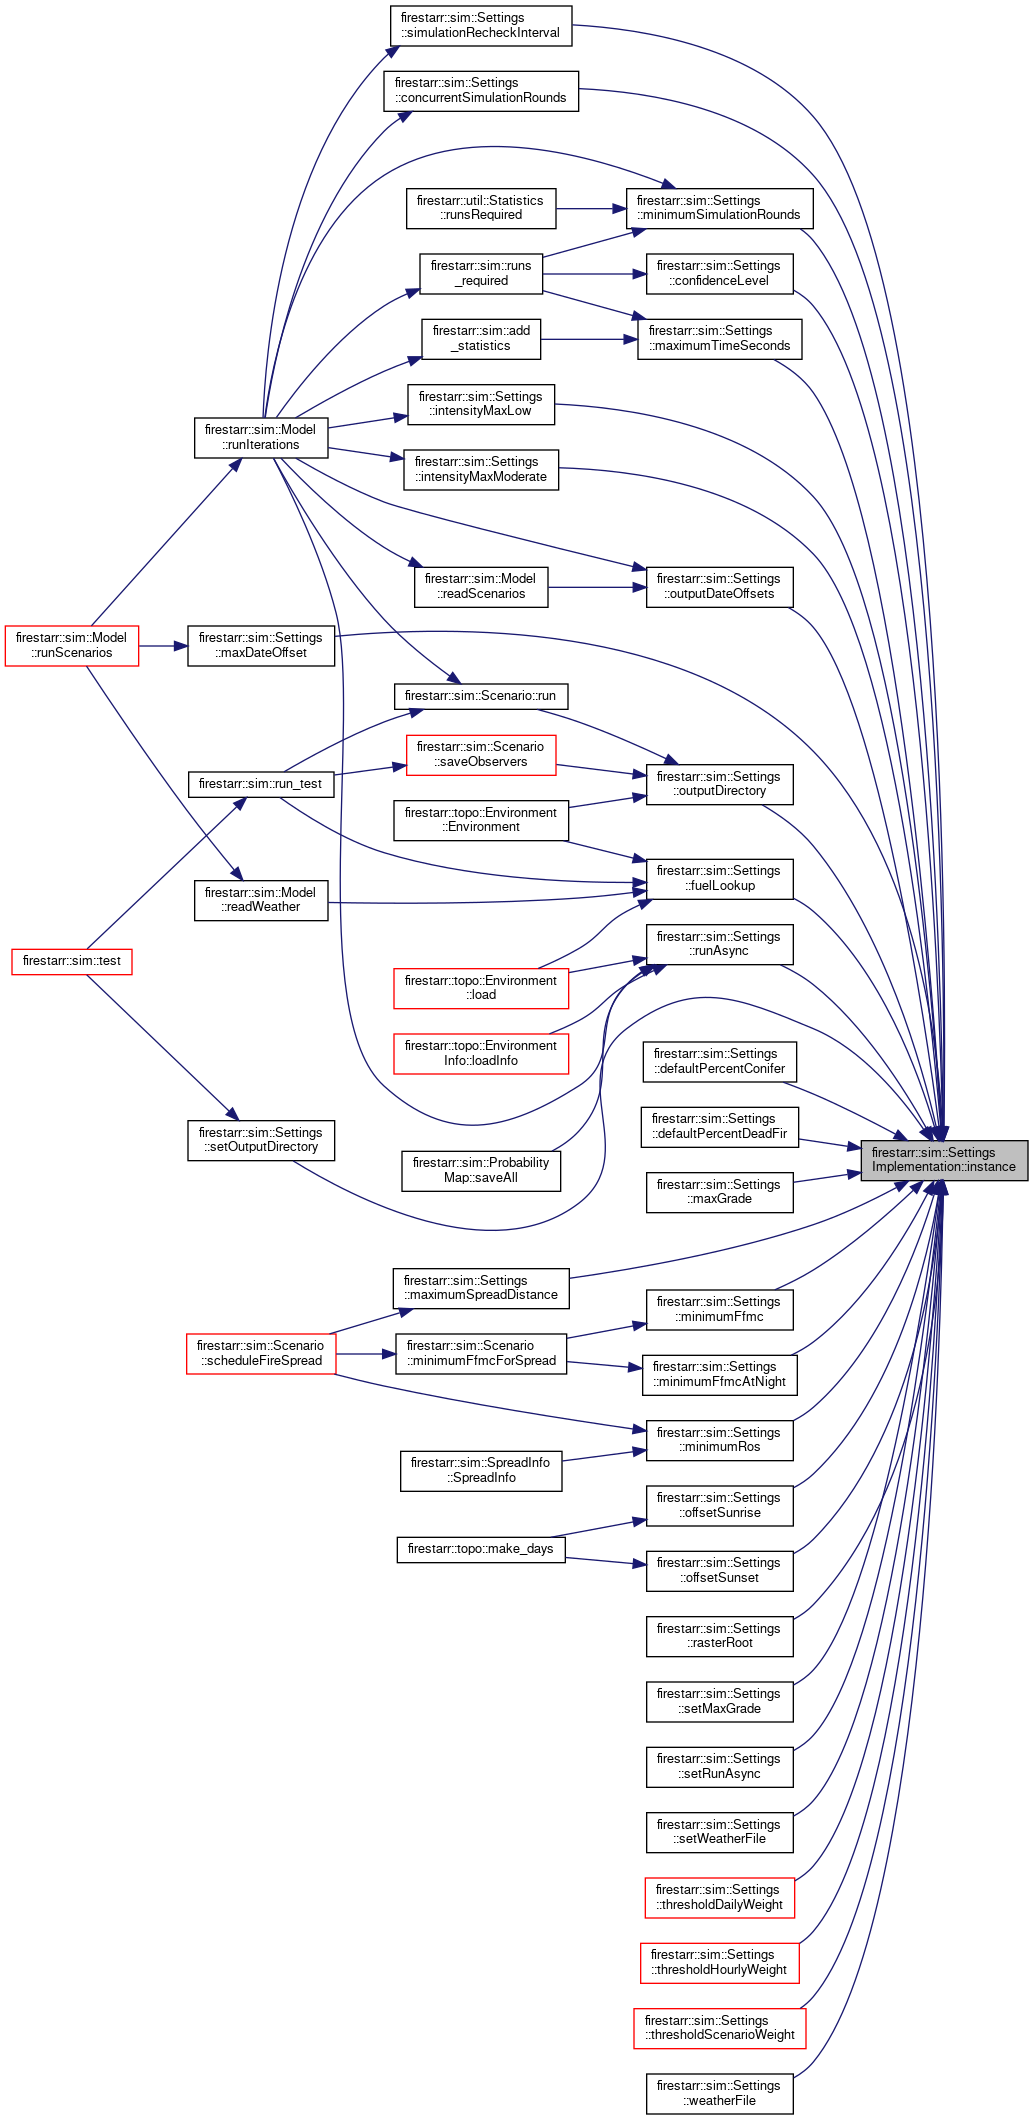 firestarr::sim::Settings
::simulationRecheckInterval
firestarr::sim::Settings
::concurrentSimulationRounds
firestarr::util::Statistics
::runsRequired
firestarr::sim::Settings
::minimumSimulationRounds
firestarr::sim::runs
_required
firestarr::sim::Settings
::confidenceLevel
firestarr::sim::add
_statistics
firestarr::sim::Settings
::maximumTimeSeconds
firestarr::sim::Settings
::intensityMaxLow
firestarr::sim::Model
::runIterations
firestarr::sim::Settings
::intensityMaxModerate
firestarr::sim::Model
::readScenarios
firestarr::sim::Settings
::outputDateOffsets
firestarr::sim::Model
::runScenarios
firestarr::sim::Settings
::maxDateOffset
firestarr::sim::Scenario::run
firestarr::sim::Scenario
::saveObservers
firestarr::sim::run_test
firestarr::sim::Settings
::outputDirectory
firestarr::topo::Environment
::Environment
firestarr::sim::Settings
::fuelLookup
firestarr::sim::Model
::readWeather
firestarr::sim::Settings
::runAsync
firestarr::sim::test
firestarr::topo::Environment
::load
firestarr::topo::Environment
Info::loadInfo
firestarr::sim::Settings
::defaultPercentConifer
firestarr::sim::Settings
::defaultPercentDeadFir
firestarr::sim::Settings
::setOutputDirectory
firestarr::sim::Settings
Implementation::instance
firestarr::sim::Probability
Map::saveAll
firestarr::sim::Settings
::maxGrade
firestarr::sim::Settings
::maximumSpreadDistance
firestarr::sim::Settings
::minimumFfmc
firestarr::sim::Scenario
::scheduleFireSpread
firestarr::sim::Scenario
::minimumFfmcForSpread
firestarr::sim::Settings
::minimumFfmcAtNight
firestarr::sim::Settings
::minimumRos
firestarr::sim::SpreadInfo
::SpreadInfo
firestarr::sim::Settings
::offsetSunrise
firestarr::topo::make_days
firestarr::sim::Settings
::offsetSunset
firestarr::sim::Settings
::rasterRoot
firestarr::sim::Settings
::setMaxGrade
firestarr::sim::Settings
::setRunAsync
firestarr::sim::Settings
::setWeatherFile
firestarr::sim::Settings
::thresholdDailyWeight
firestarr::sim::Settings
::thresholdHourlyWeight
firestarr::sim::Settings
::thresholdScenarioWeight
firestarr::sim::Settings
::weatherFile